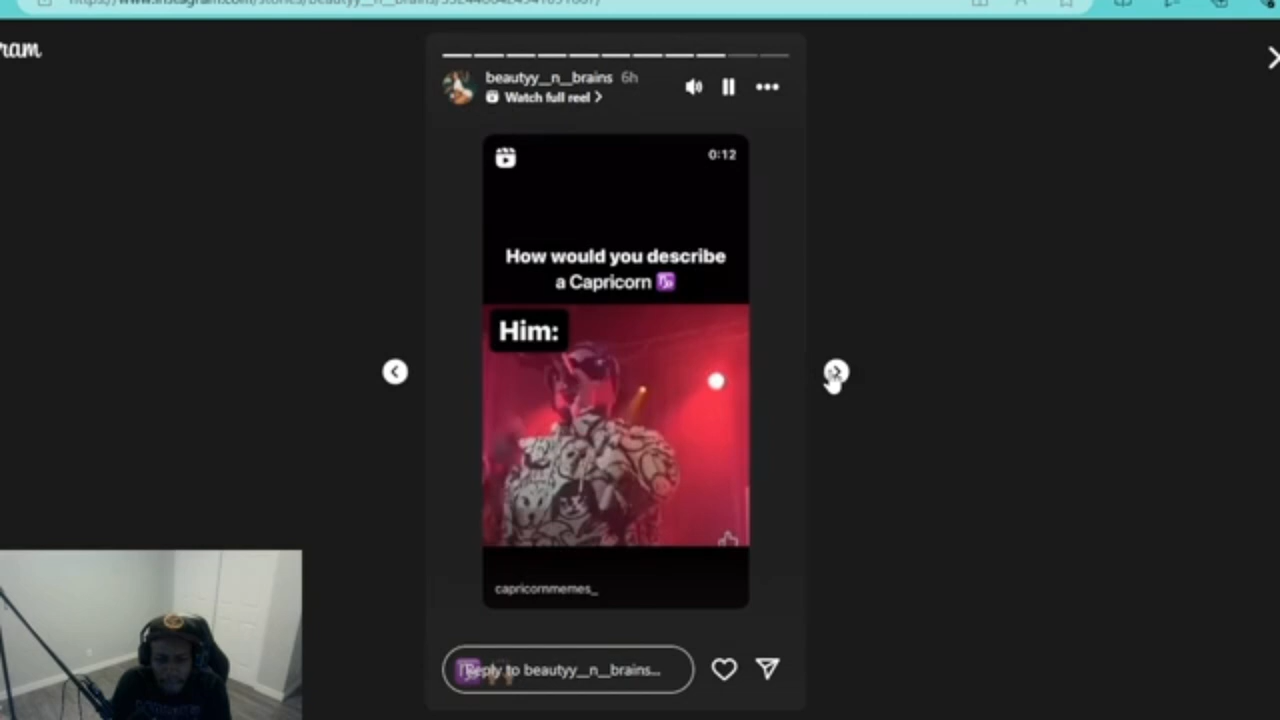 ram
beautyy__n__brains 6h
Watch full reel
0:12
How would you describe
a Capricorn ♑
Him:
capricornmemes_
Reply to beautyy__n__brains...